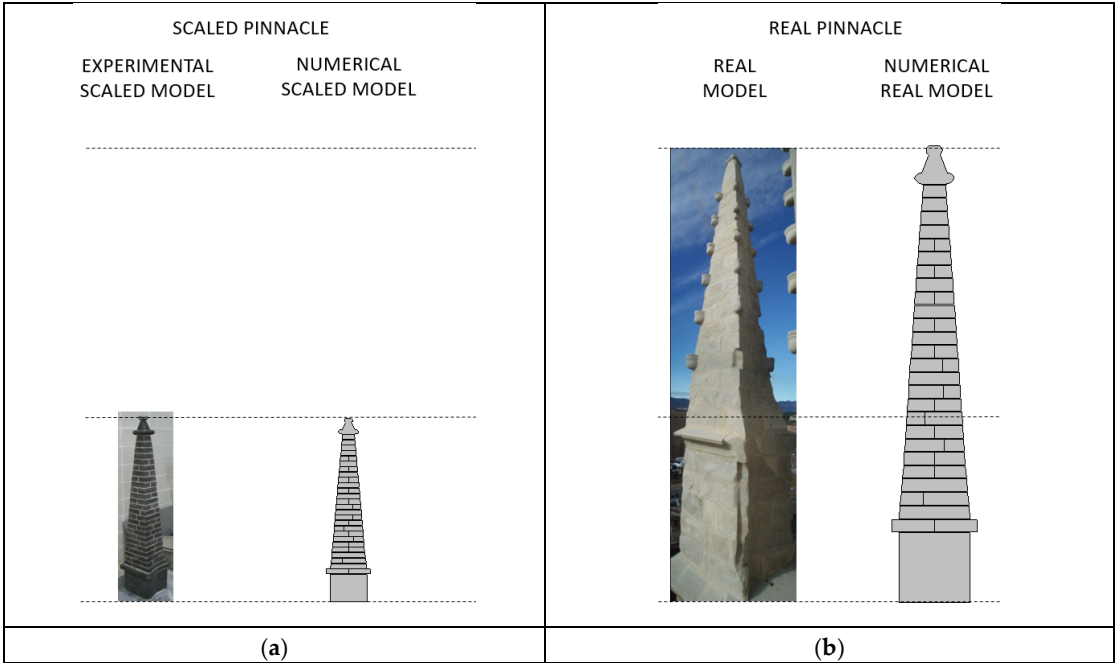 SCALED PINNACLE
EXPERIMENTAL
SCALED MODEL
NUMERICAL
SCALED MODEL
(a)
REAL PINNACLE
REAL
MODEL
NUMERICAL
REAL MODEL
(b)